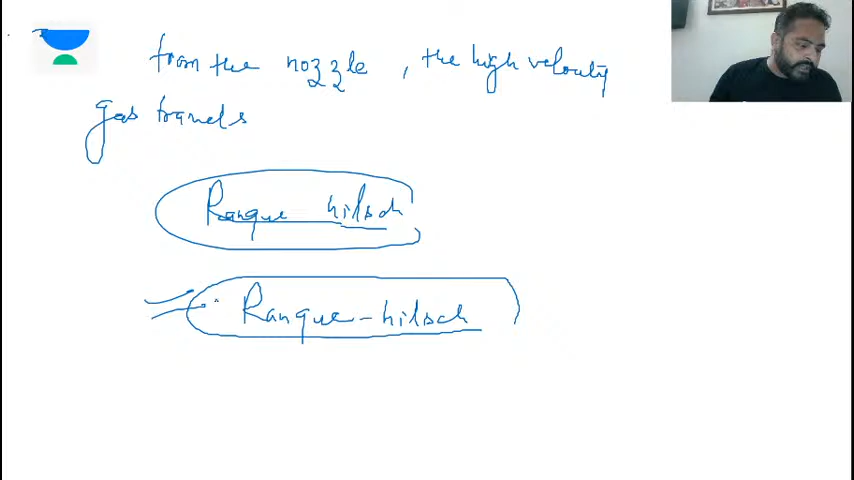 from the nozzle, the high velocity
gas travels
Ranque hilsch
Ranque-hilsch